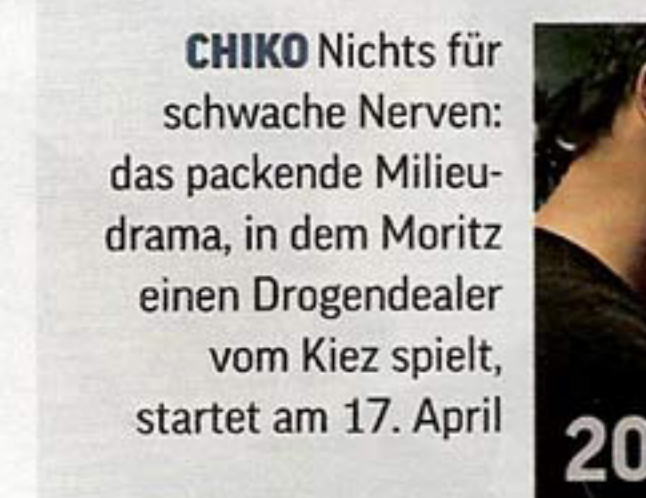 CHIKO Nichts für
schwache Nerven:
das packende Milieu-
drama, in dem Moritz
einen Drogendealer
vom Kiez spielt,
startet am 17. April
20